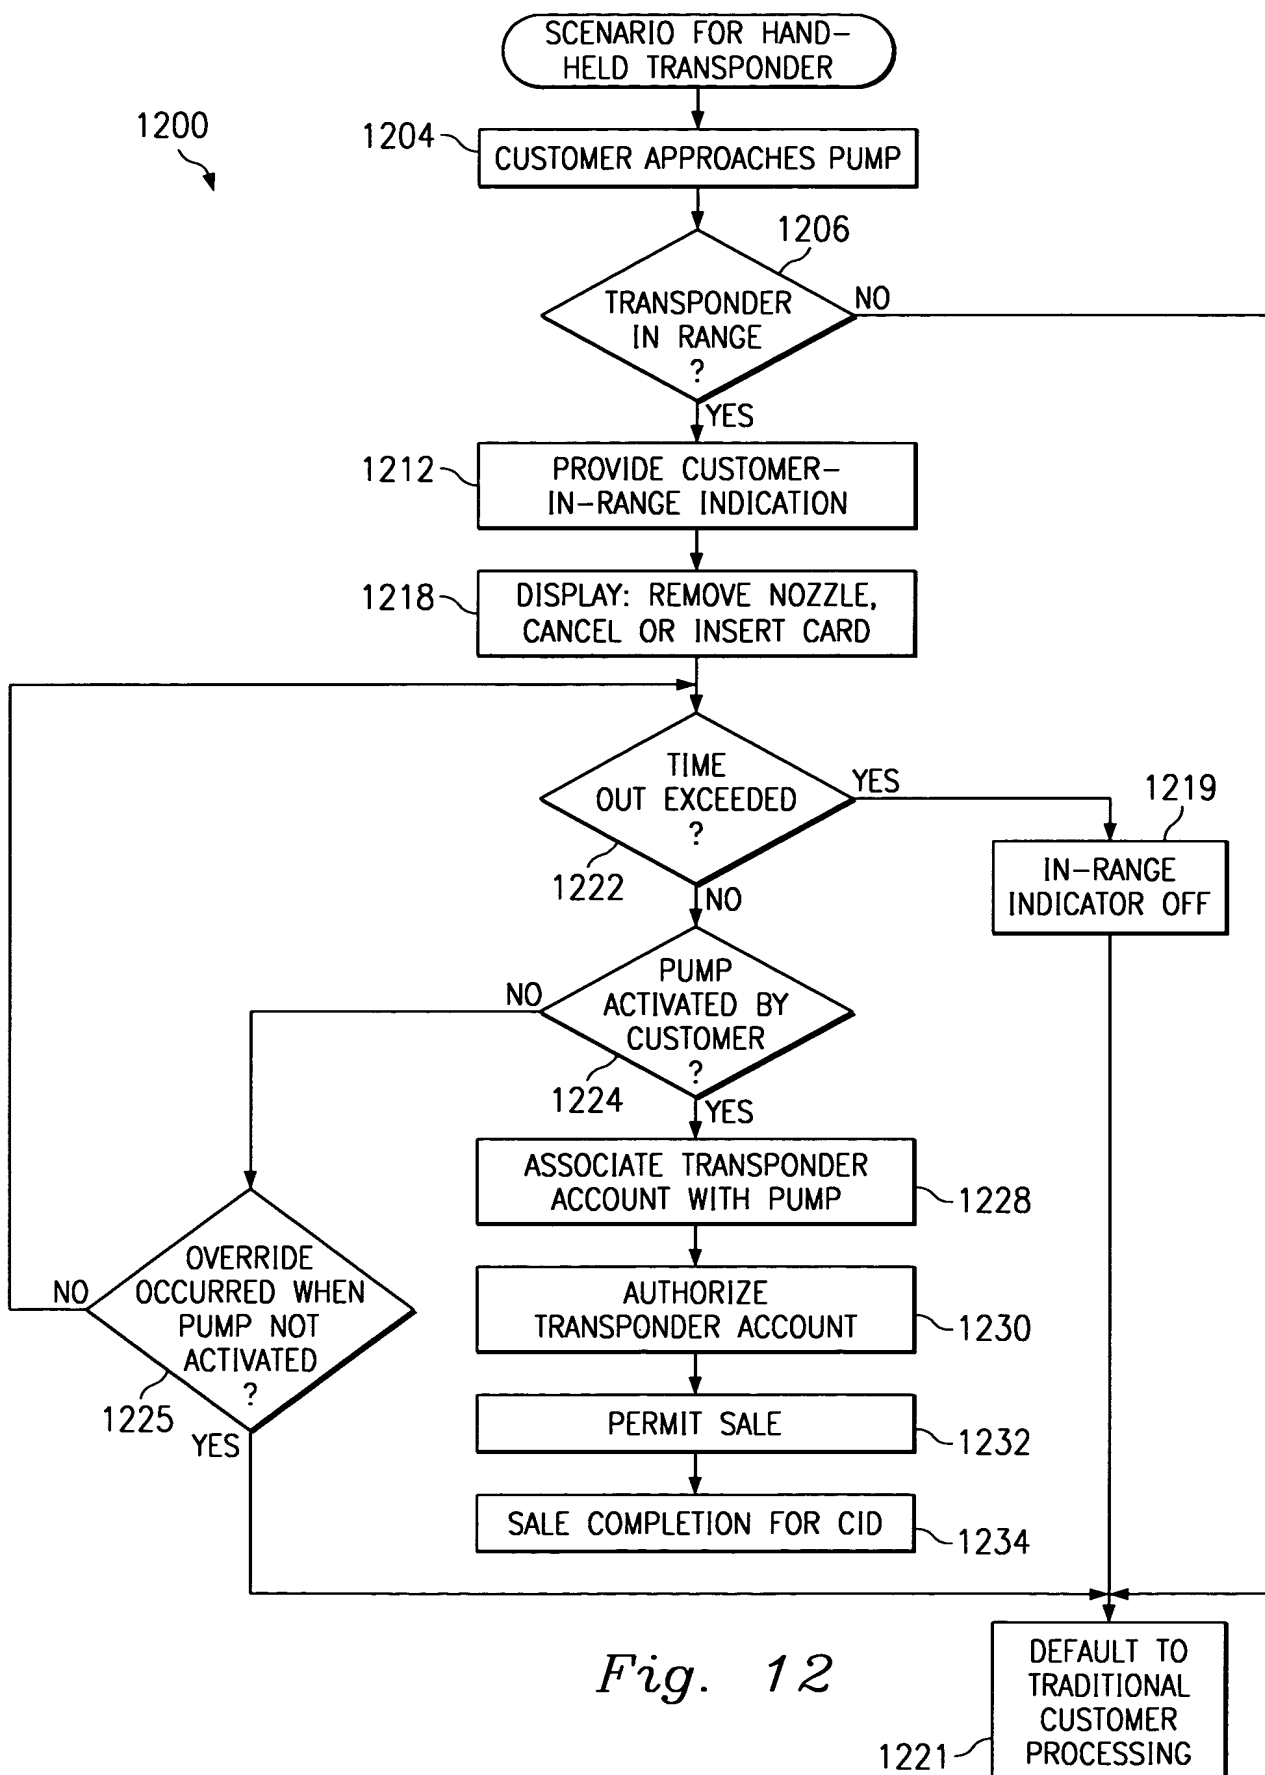 SCENARIO FOR HAND-
HELD TRANSPONDER
1200
1204
CUSTOMER APPROACHES PUMP
1206
TRANSPONDER
IN RANGE
?
NO
YES
1212
PROVIDE CUSTOMER-
IN-RANGE INDICATION
1218
DISPLAY: REMOVE NOZZLE,
CANCEL OR INSERT CARD
TIME
OUT EXCEEDED
?
YES
1222
NO
1219
IN-RANGE
INDICATOR OFF
PUMP
ACTIVATED BY
CUSTOMER
?
NO
1224
YES
ASSOCIATE TRANSPONDER
ACCOUNT WITH PUMP
1228
OVERRIDE
OCCURRED WHEN
PUMP NOT
ACTIVATED
?
NO
1225
YES
AUTHORIZE
TRANSPONDER ACCOUNT
1230
PERMIT SALE
1232
SALE COMPLETION FOR CID
1234
Fig. 12
DEFAULT TO
TRADITIONAL
CUSTOMER
PROCESSING
1221